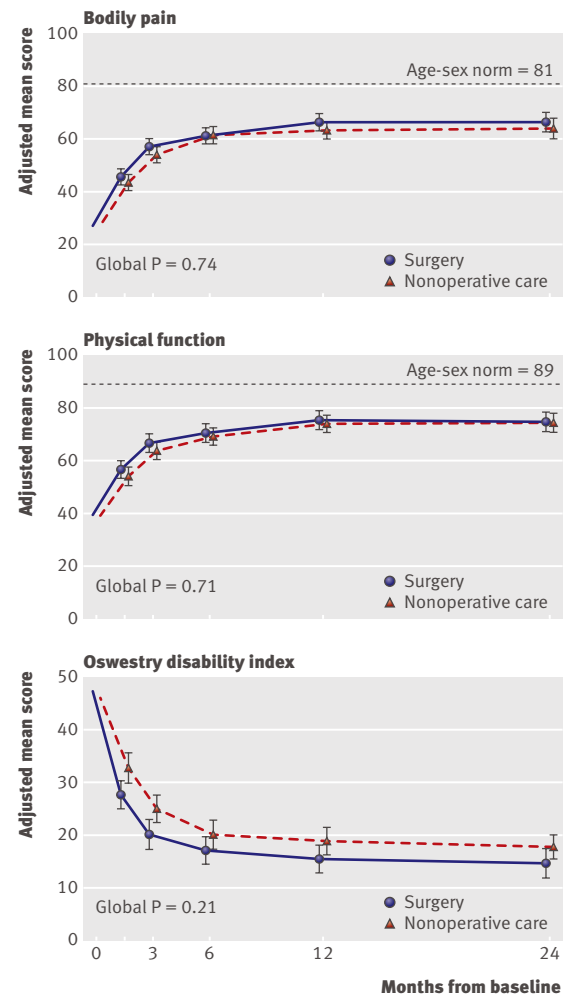 Bodily pain
Adjusted mean score
100
80
60
40
20
0
Age-sex norm = 81
Global P = 0.74
Surgery
Nonoperative care
Physical function
Adjusted mean score
100
80
60
40
20
0
Age-sex norm = 89
Global P = 0.71
Surgery
Nonoperative care
Oswestry disability index
Adjusted mean score
50
40
30
20
10
0
Global P = 0.21
Surgery
Nonoperative care
0 3 6 12 24
Months from baseline